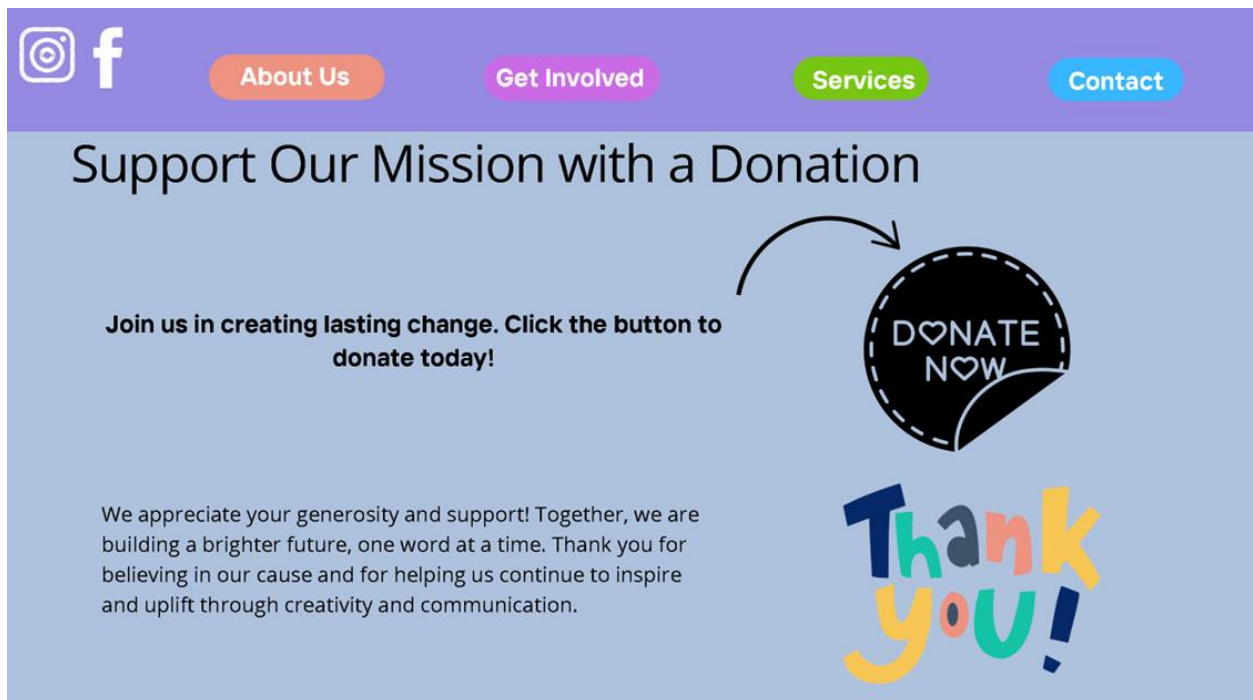 About Us
Get Involved
Services
Contact
Support Our Mission with a Donation
Join us in creating lasting change. Click the button to
donate today!
DONATE
NOW
We appreciate your generosity and support! Together, we are
building a brighter future, one word at a time. Thank you for
believing in our cause and for helping us continue to inspire
and uplift through creativity and communication.
Thank
you!